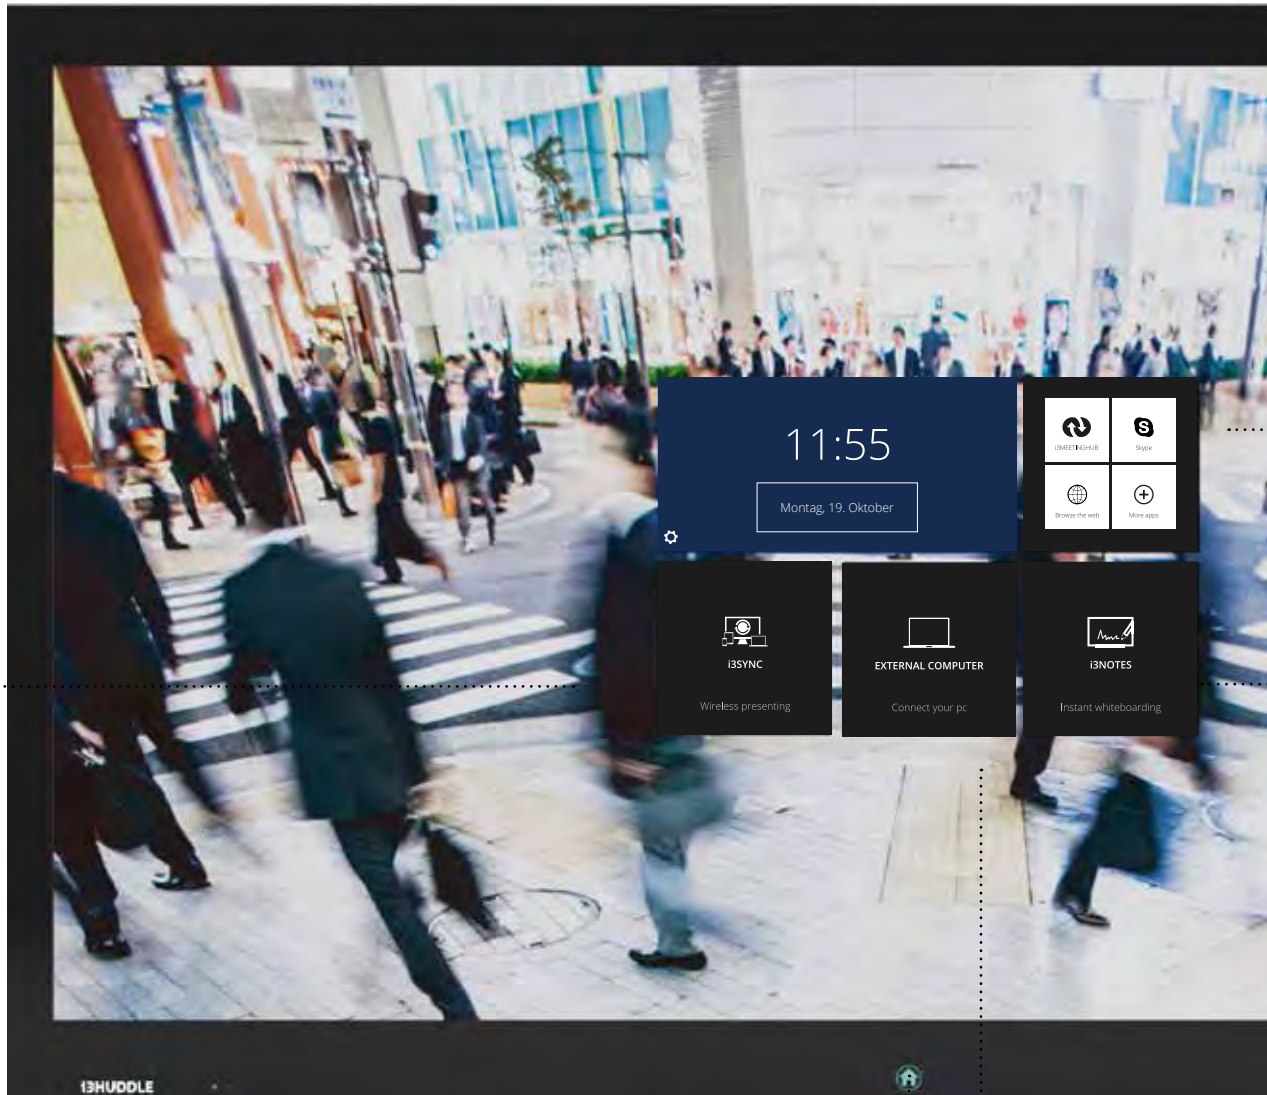 11:55
Montag, 19. Oktober
i3MEETINGHUB
Skype
Browse the web
More apps
i3SYNC
Wireless presenting
EXTERNAL COMPUTER
Connect your pc
i3NOTES
Instant whiteboarding
i3HUDDLE